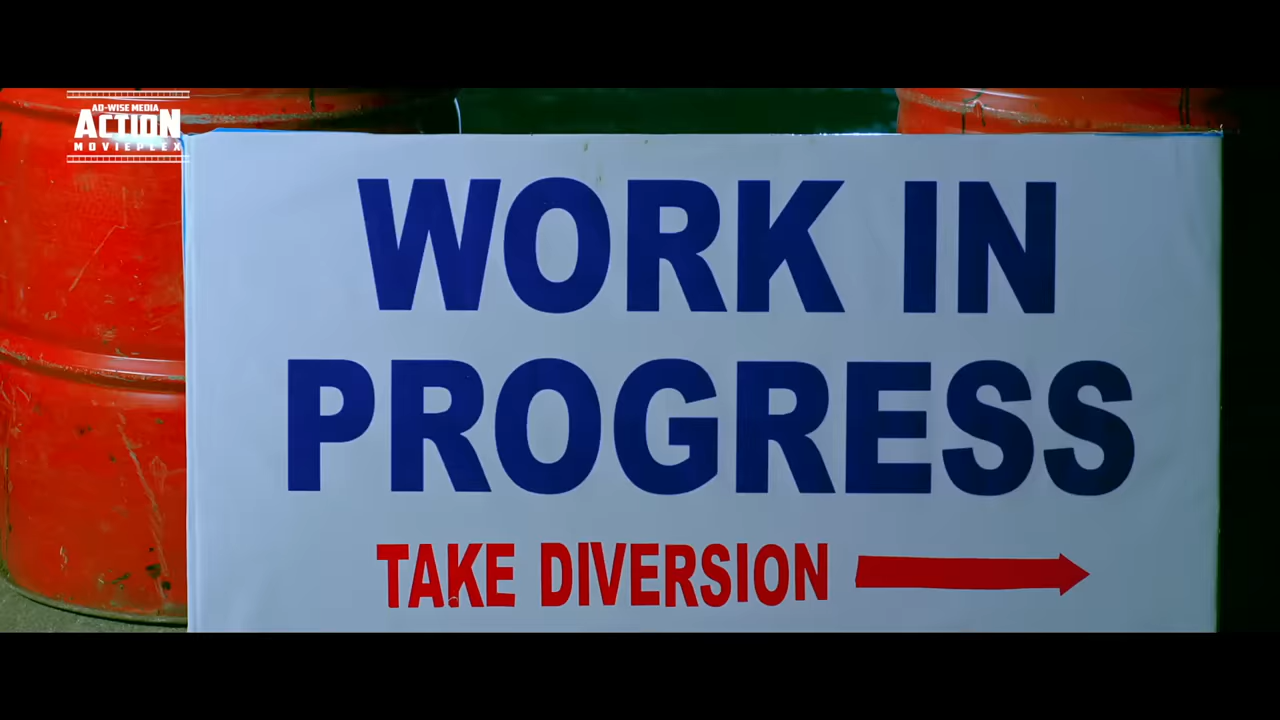 AD-WISE MEDIA
ACTION
MOVIEPLEX
WORK IN
PROGRESS
TAKE DIVERSION